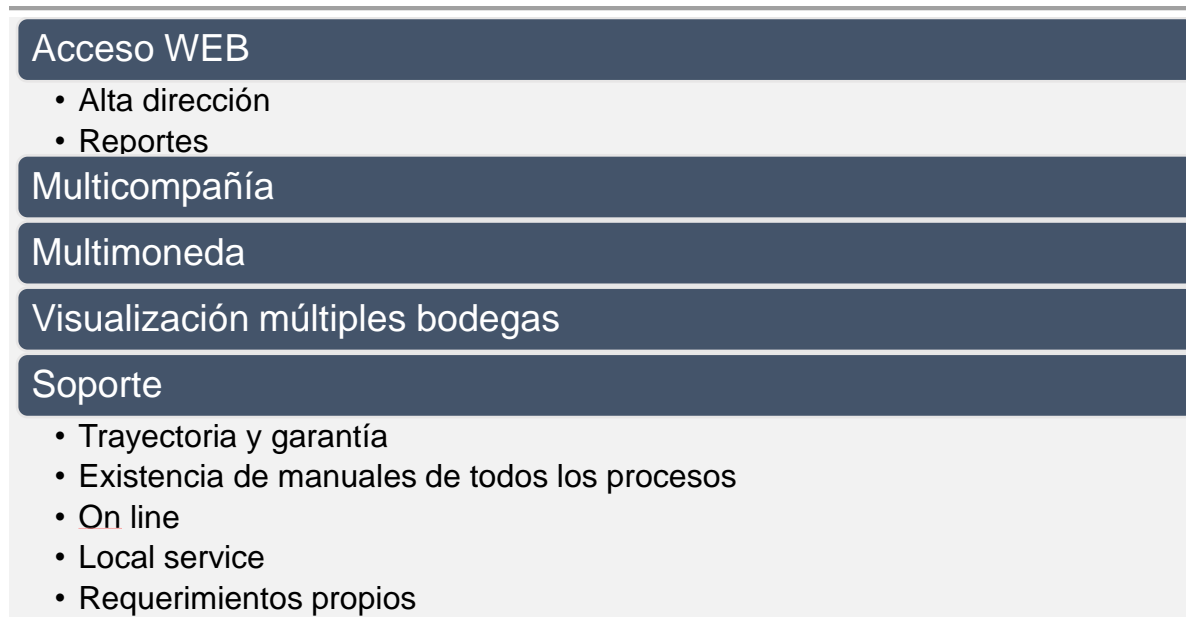 Acceso WEB
• Alta dirección
• Reportes
Multicompañía
Multimoneda
Visualización múltiples bodegas
Soporte
• Trayectoria y garantía
• Existencia de manuales de todos los procesos
• On line
• Local service
• Requerimientos propios